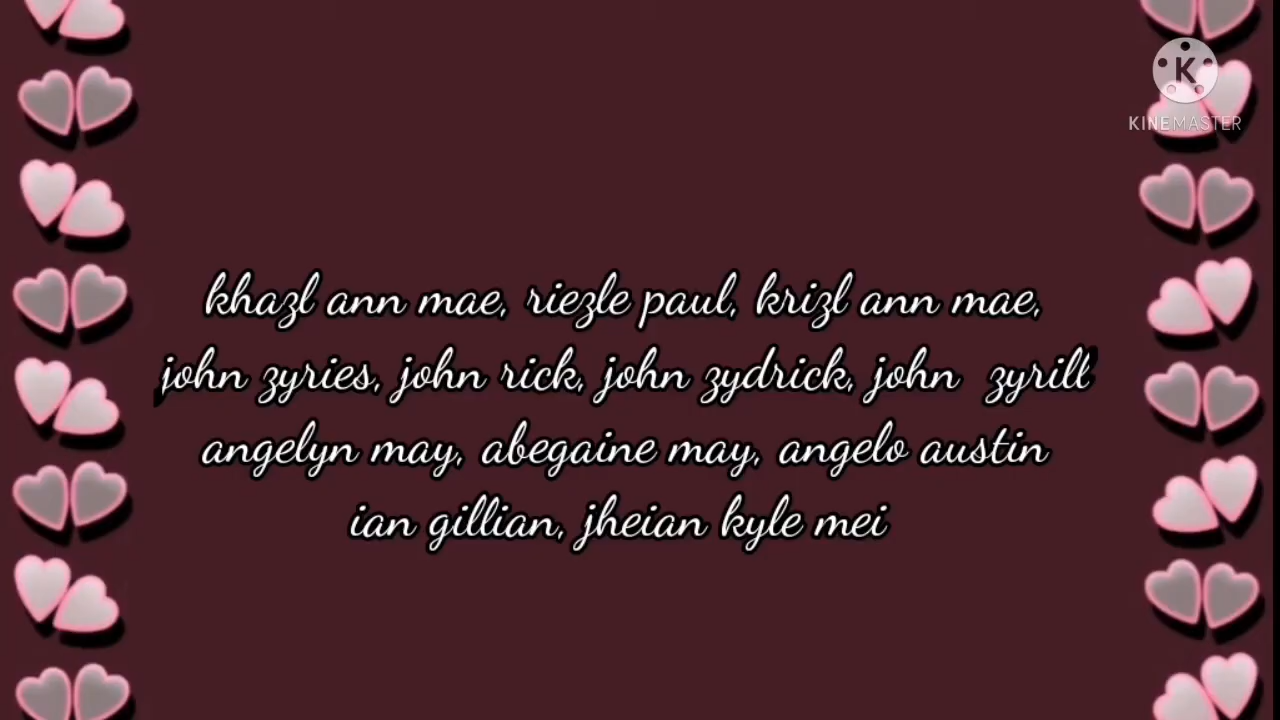 KINEMASTER
khazl ann mae, riezle paul, krizl ann mae,
john zyries, john rick, john zydrick, john zyrill
angelyn may, abegaine may, angelo austin
ian gillian, jheian kyle mei